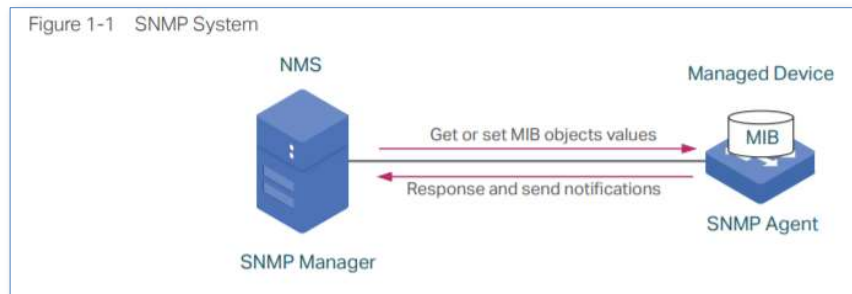 Figure 1-1 SNMP System
NMS
Managed Device
Get or set MIB objects values
MIB
Response and send notifications
SNMP Agent
SNMP Manager